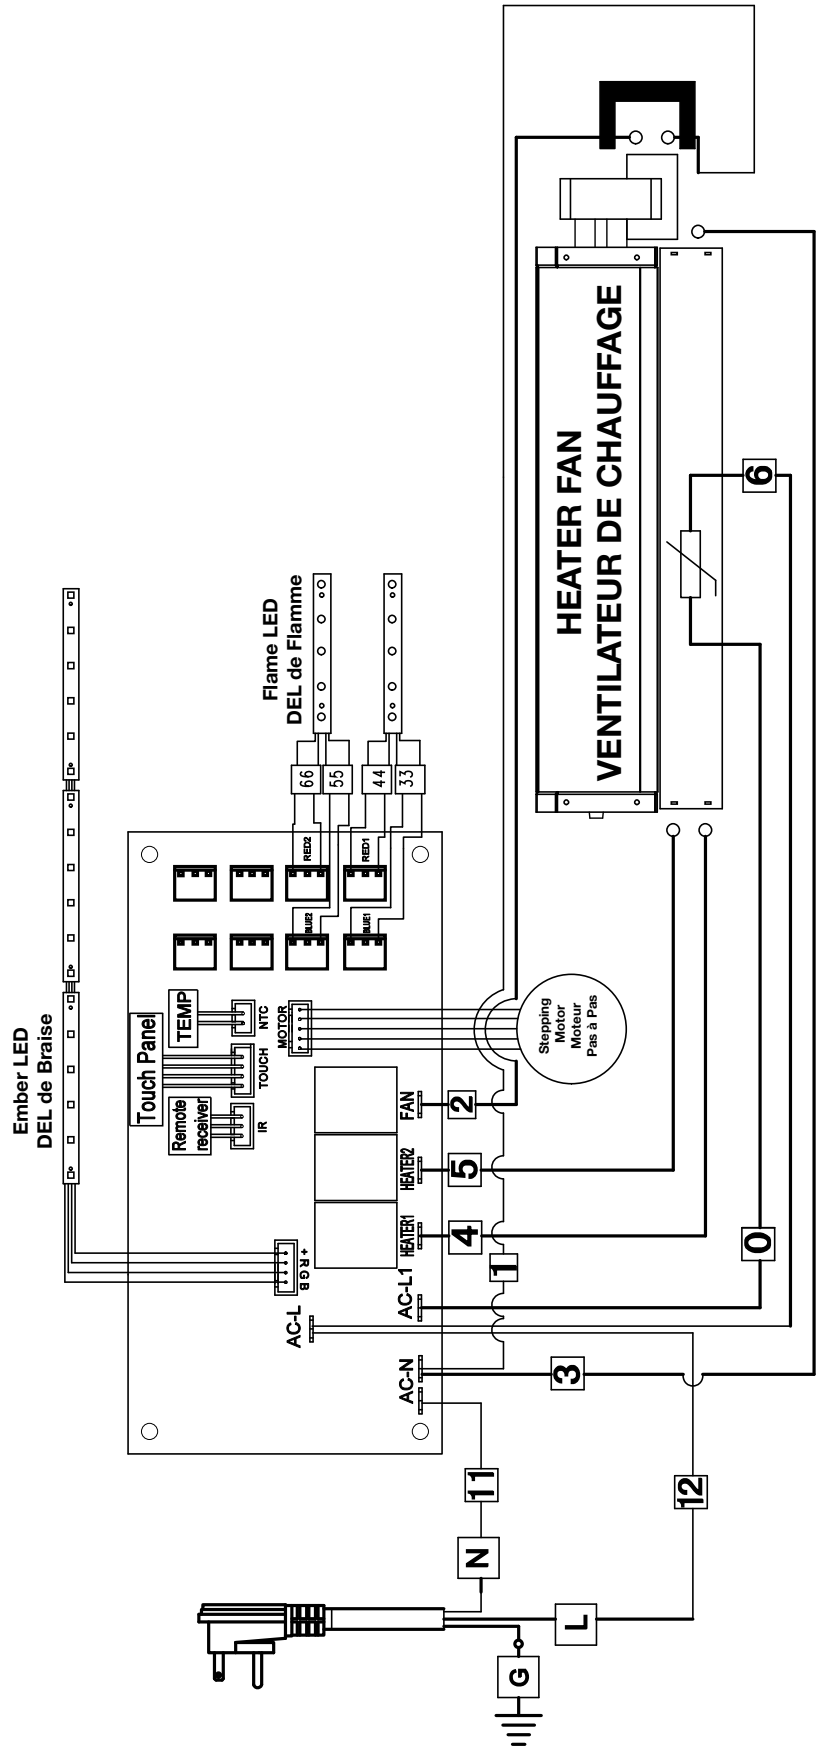 Ember LED
DEL de Braise
Flame LED
DEL de Flamme
66
55
44
33
RED2
RED1
BLUE2
BLUE1
Touch Panel
TEMP
Remote
receiver
NTC
TOUCH
IR
MOTOR
+ R G B
AC-L
FAN
HEATER2
HEATER1
AC-L1
AC-N
Stepping
Motor
Moteur
Pas à Pas
HEATER FAN
VENTILATEUR DE CHAUFFAGE
2
5
4
1
0
6
3
11
12
N
L
G